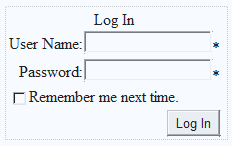 Log In
User Name: *
Password: *
Remember me next time.
Log In